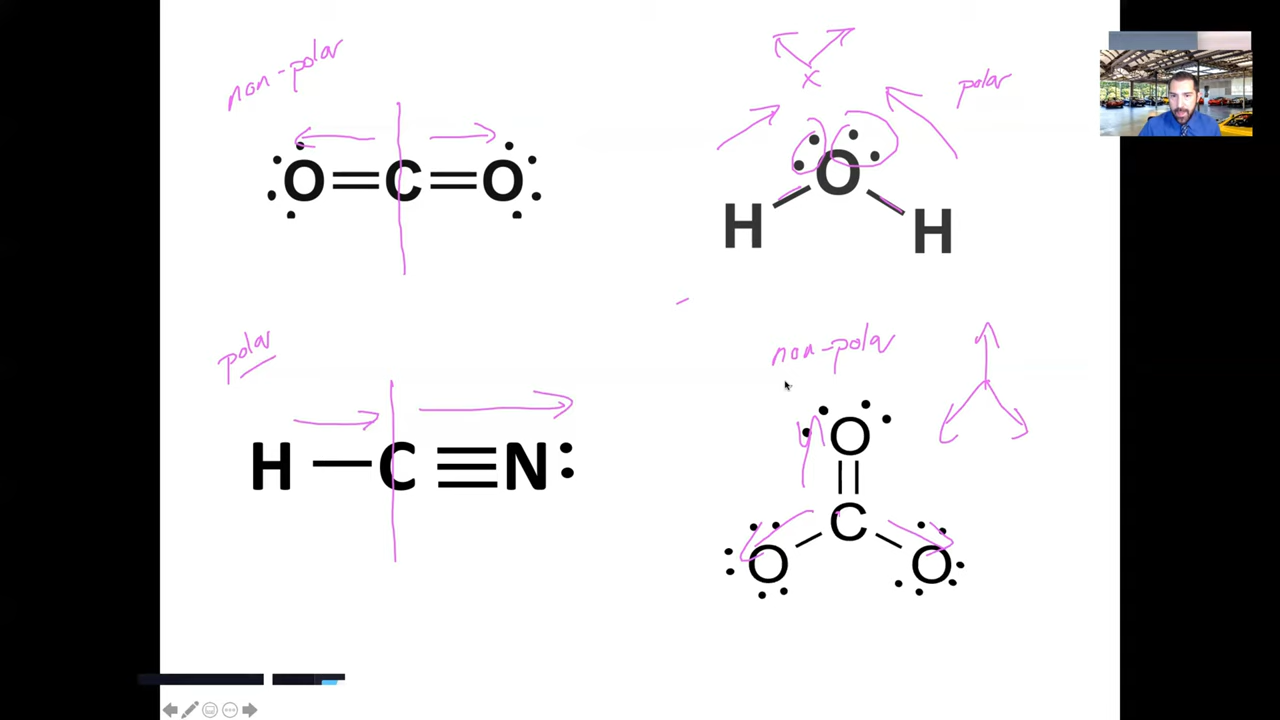 non-polar
O=C=O
polar
x
H O H
polar
H — C ≡ N:
non-polar
O
C
O O